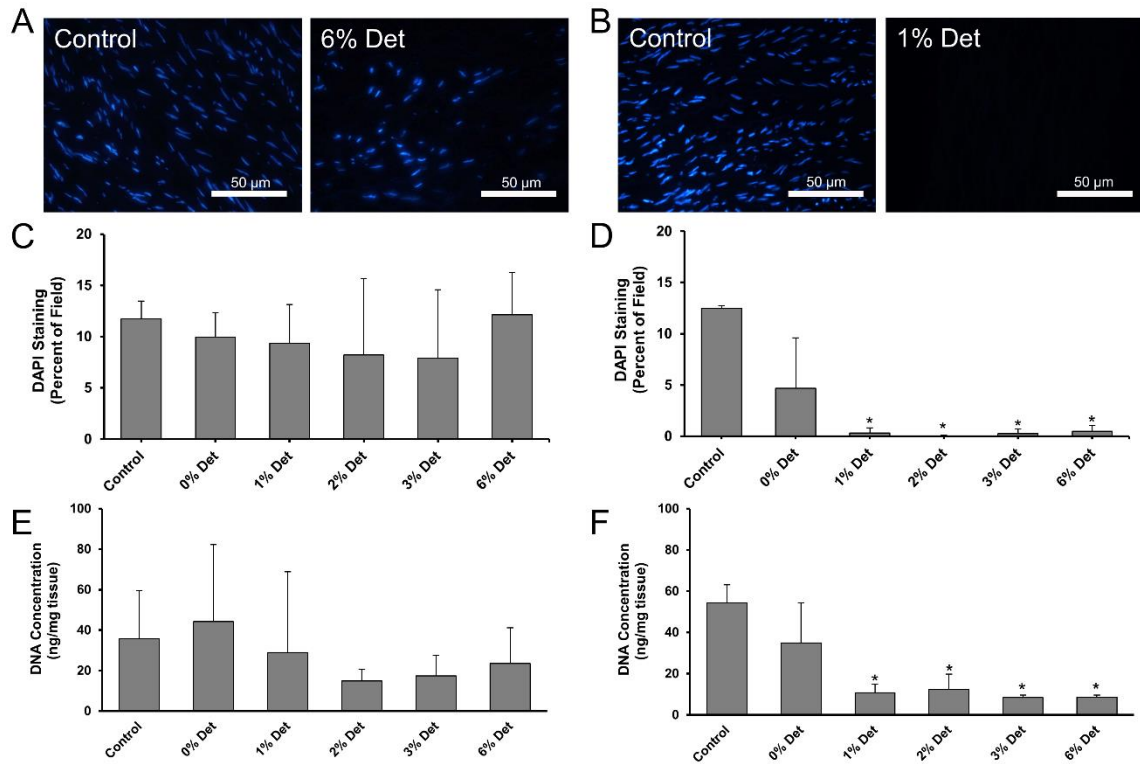 A
Control
50 µm
6% Det
50 µm
B
Control
50 µm
1% Det
50 µm
C
DAPI Staining
(Percent of Field)
20
15
10
5
0
Control
0% Det
1% Det
2% Det
3% Det
6% Det
D
DAPI Staining
(Percent of Field)
20
15
10
5
0
*
*
*
*
Control
0% Det
1% Det
2% Det
3% Det
6% Det
E
DNA Concentration
(ng/mg tissue)
100
80
60
40
20
0
Control
0% Det
1% Det
2% Det
3% Det
6% Det
F
DNA Concentration
(ng/mg tissue)
100
80
60
40
20
0
*
*
*
*
Control
0% Det
1% Det
2% Det
3% Det
6% Det